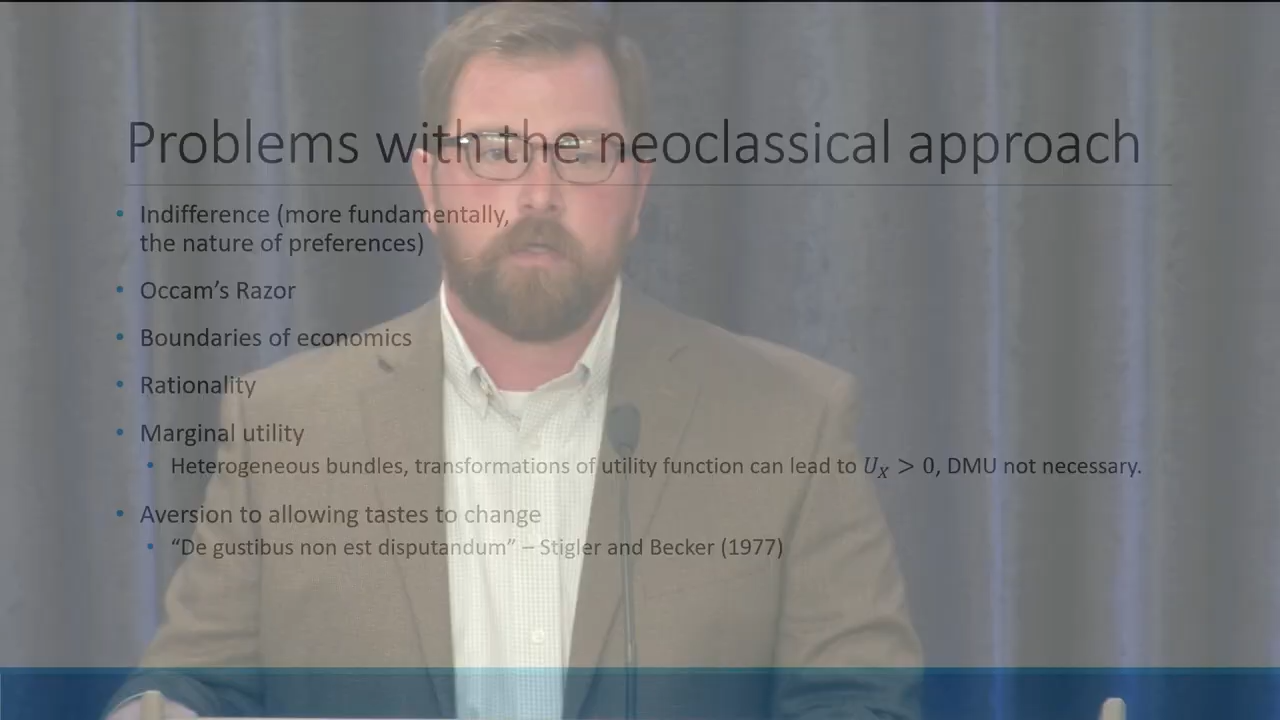 Problems with the neoclassical approach
• Indifference (more fundamentally,
the nature of preferences)
• Occam's Razor
• Boundaries of economics
• Rationality
• Marginal utility
• Heterogeneous bundles, transformations of utility function can lead to U_X > 0, DMU not necessary.
• Aversion to allowing tastes to change
• “De gustibus non est disputandum” – Stigler and Becker (1977)